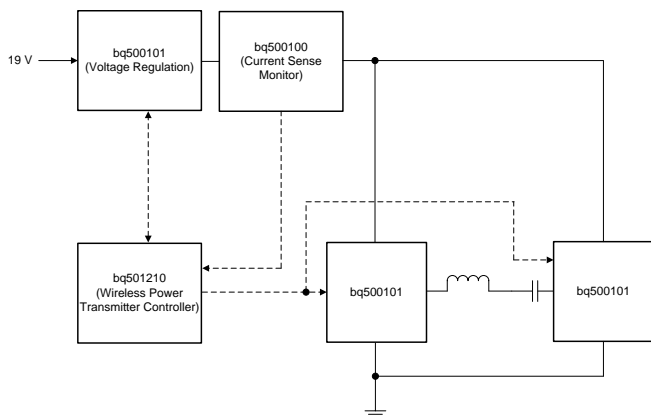 19 V
bq500101
(Voltage Regulation)
bq500100
(Current Sense
Monitor)
bq501210
(Wireless Power
Transmitter Controller)
bq500101
bq500101